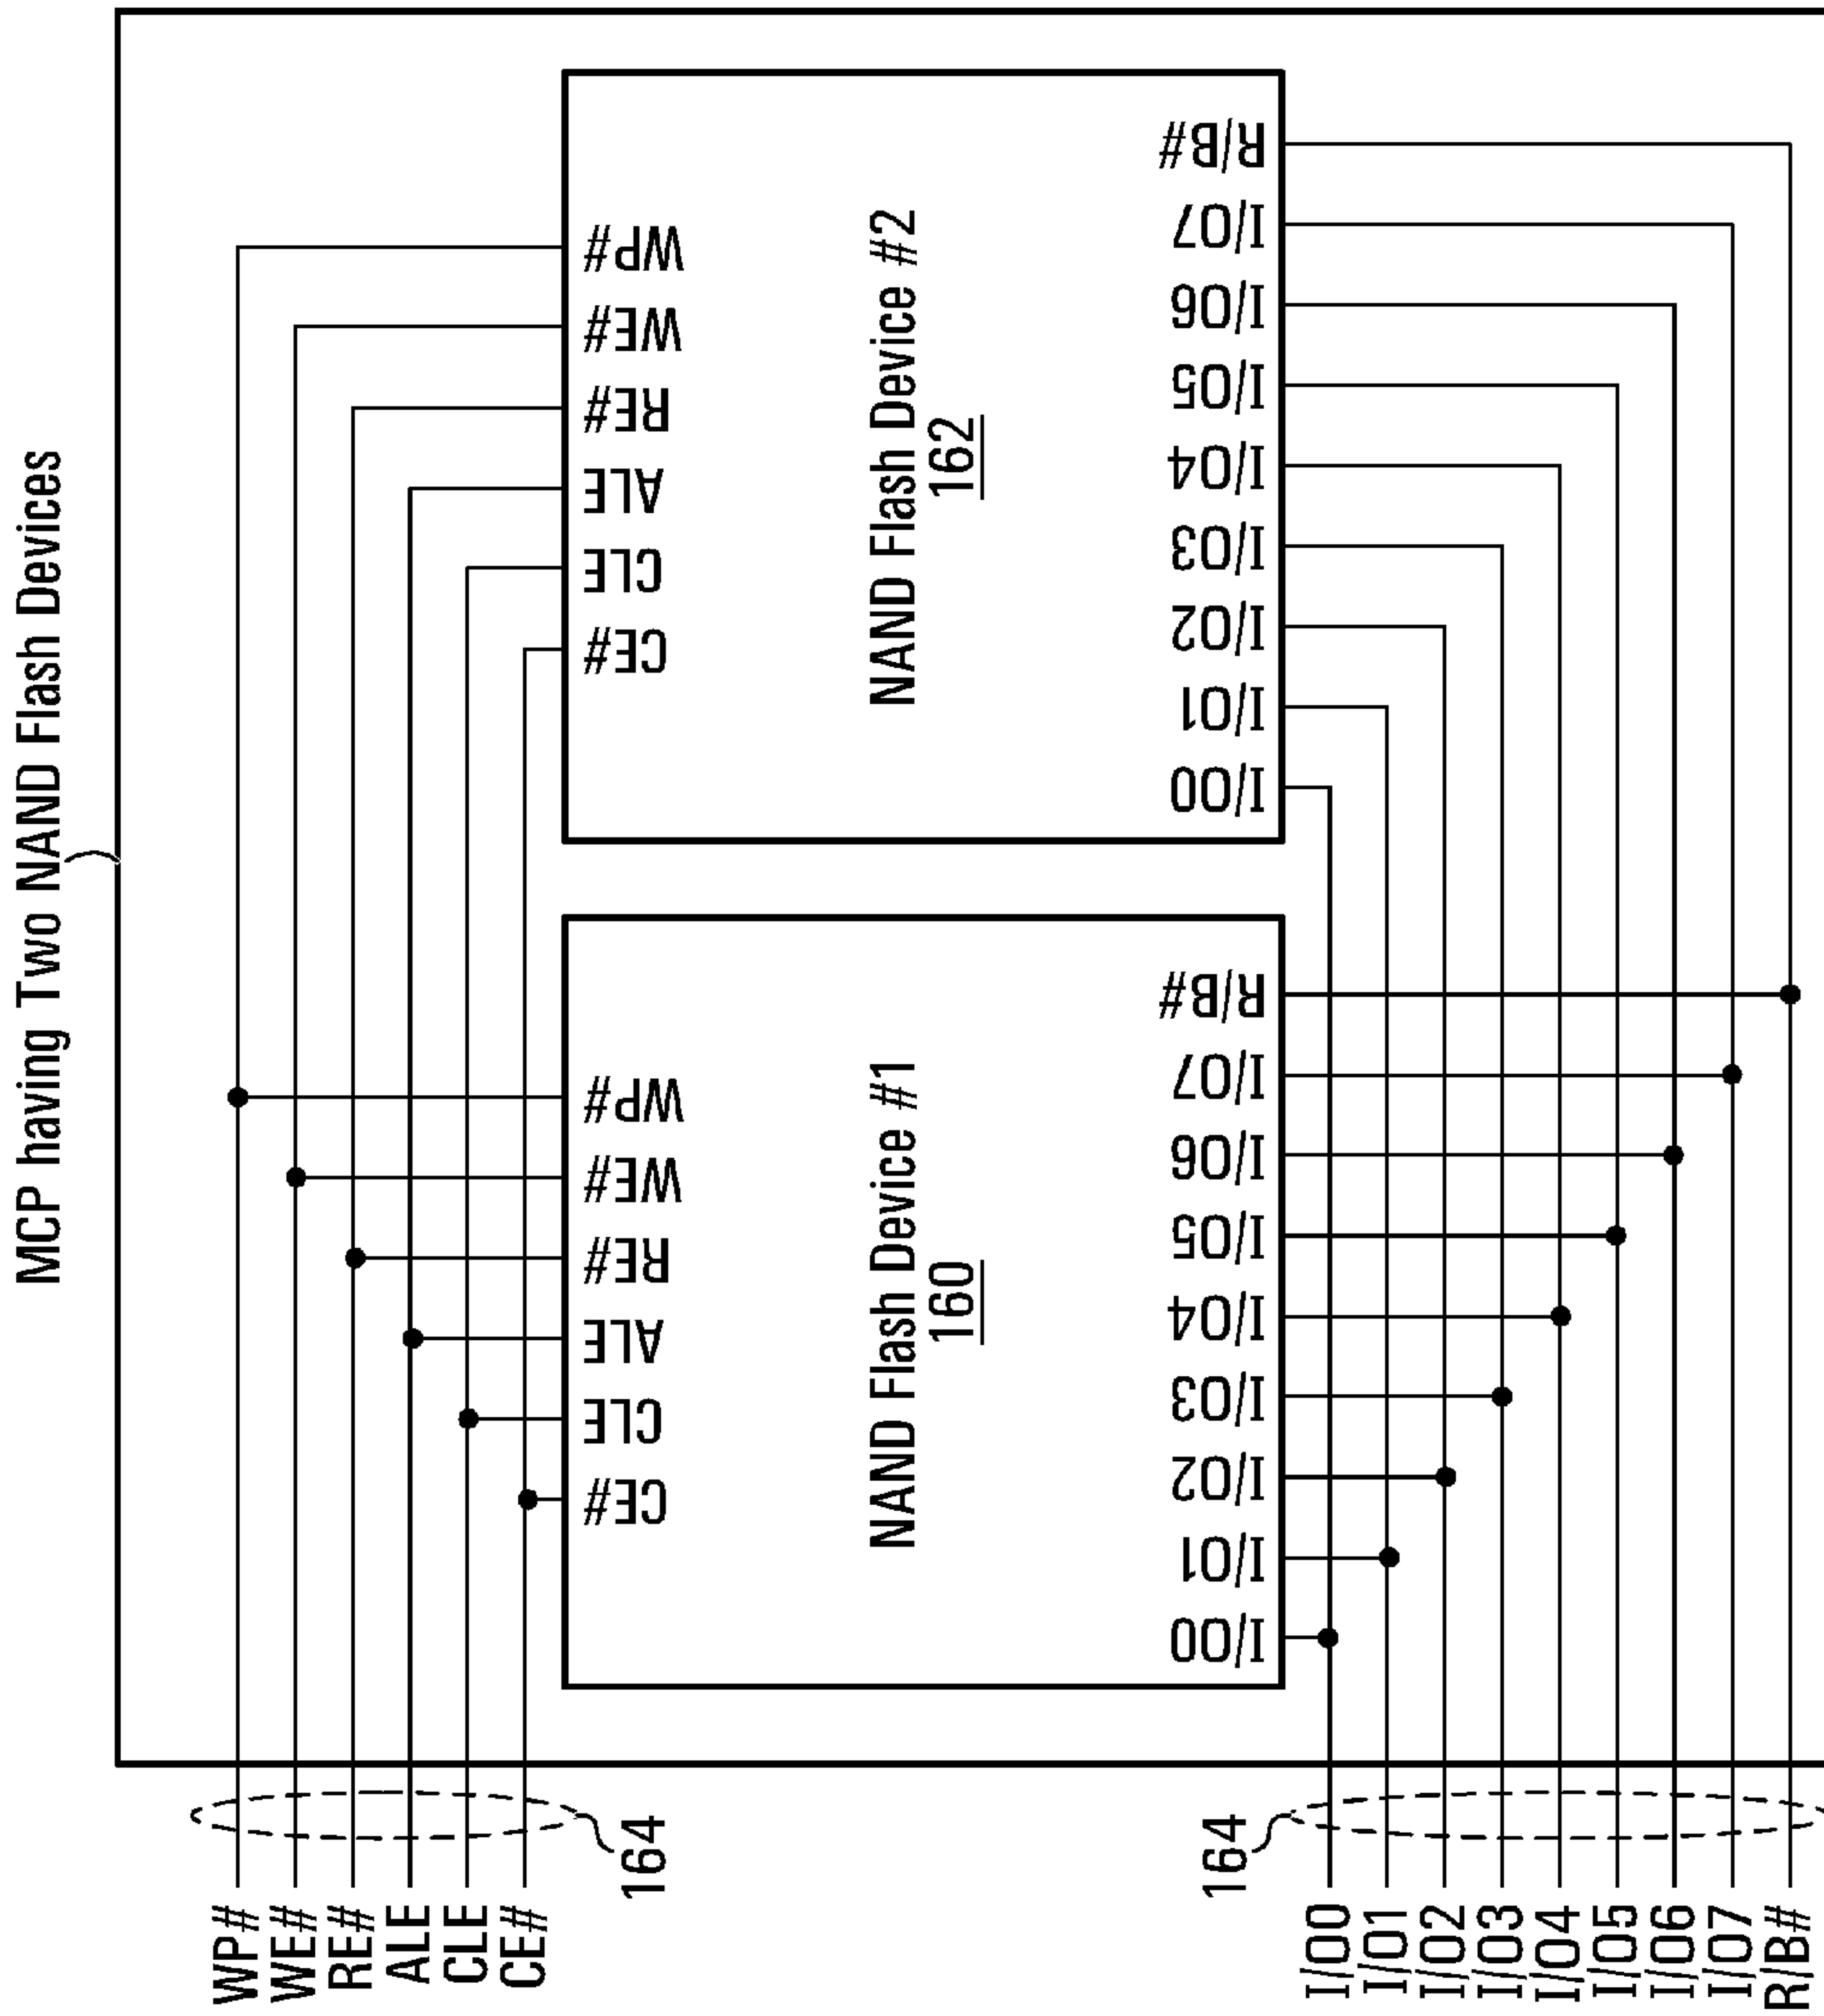 MCP having Two NAND Flash Devices
WP#
WE#
RE#
ALE
CLE
CE#
164
I/O0
I/O1
I/O2
I/O3
I/O4
I/O5
I/O6
I/O7
R/B#
164
NAND Flash Device #1
160
WP#
WE#
RE#
ALE
CLE
CE#
R/B#
I/O7
I/O6
I/O5
I/O4
I/O3
I/O2
I/O1
I/O0
NAND Flash Device #2
162
WP#
WE#
RE#
ALE
CLE
CE#
R/B#
I/O7
I/O6
I/O5
I/O4
I/O3
I/O2
I/O1
I/O0